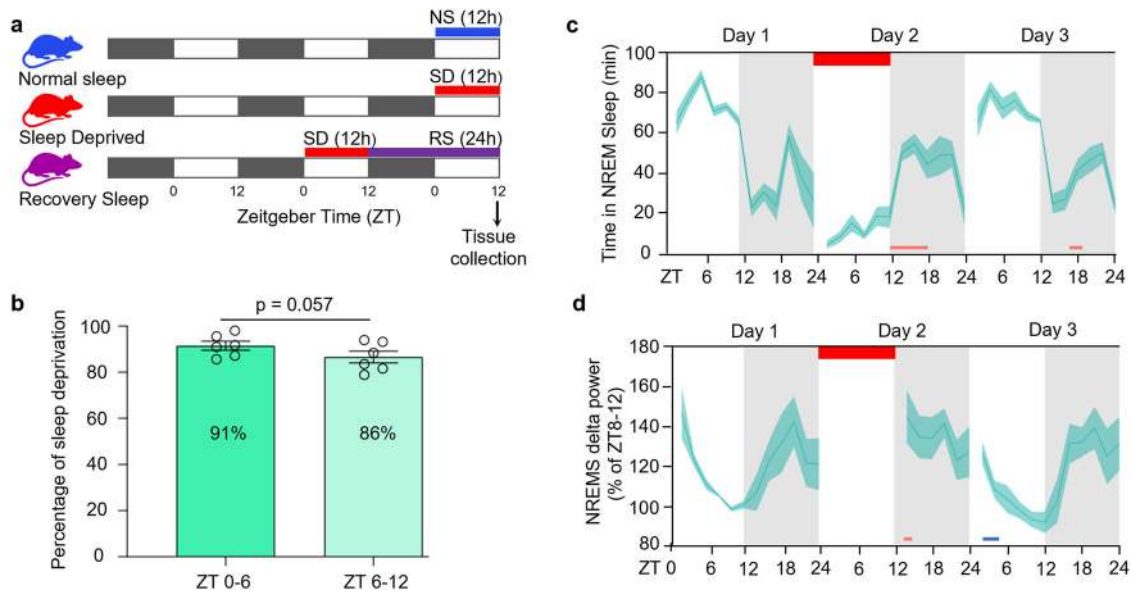 a
NS (12h)
Normal sleep
SD (12h)
Sleep Deprived
SD (12h) RS (24h)
Recovery Sleep
0 12 0 12 0 12
Zeitgeber Time (ZT)
Tissue
collection
b
p = 0.057
Percentage of sleep deprivation
100
80
60
40
20
0
91%
86%
ZT 0-6
ZT 6-12
c
Day 1 Day 2 Day 3
Time in NREM Sleep (min)
100
80
60
40
20
0
ZT 6 12 18 24 6 12 18 24 6 12 18 24
d
Day 1 Day 2 Day 3
NREMS delta power
(% of ZT8-12)
180
160
140
120
100
80
ZT 0 6 12 18 24 6 12 18 24 6 12 18 24